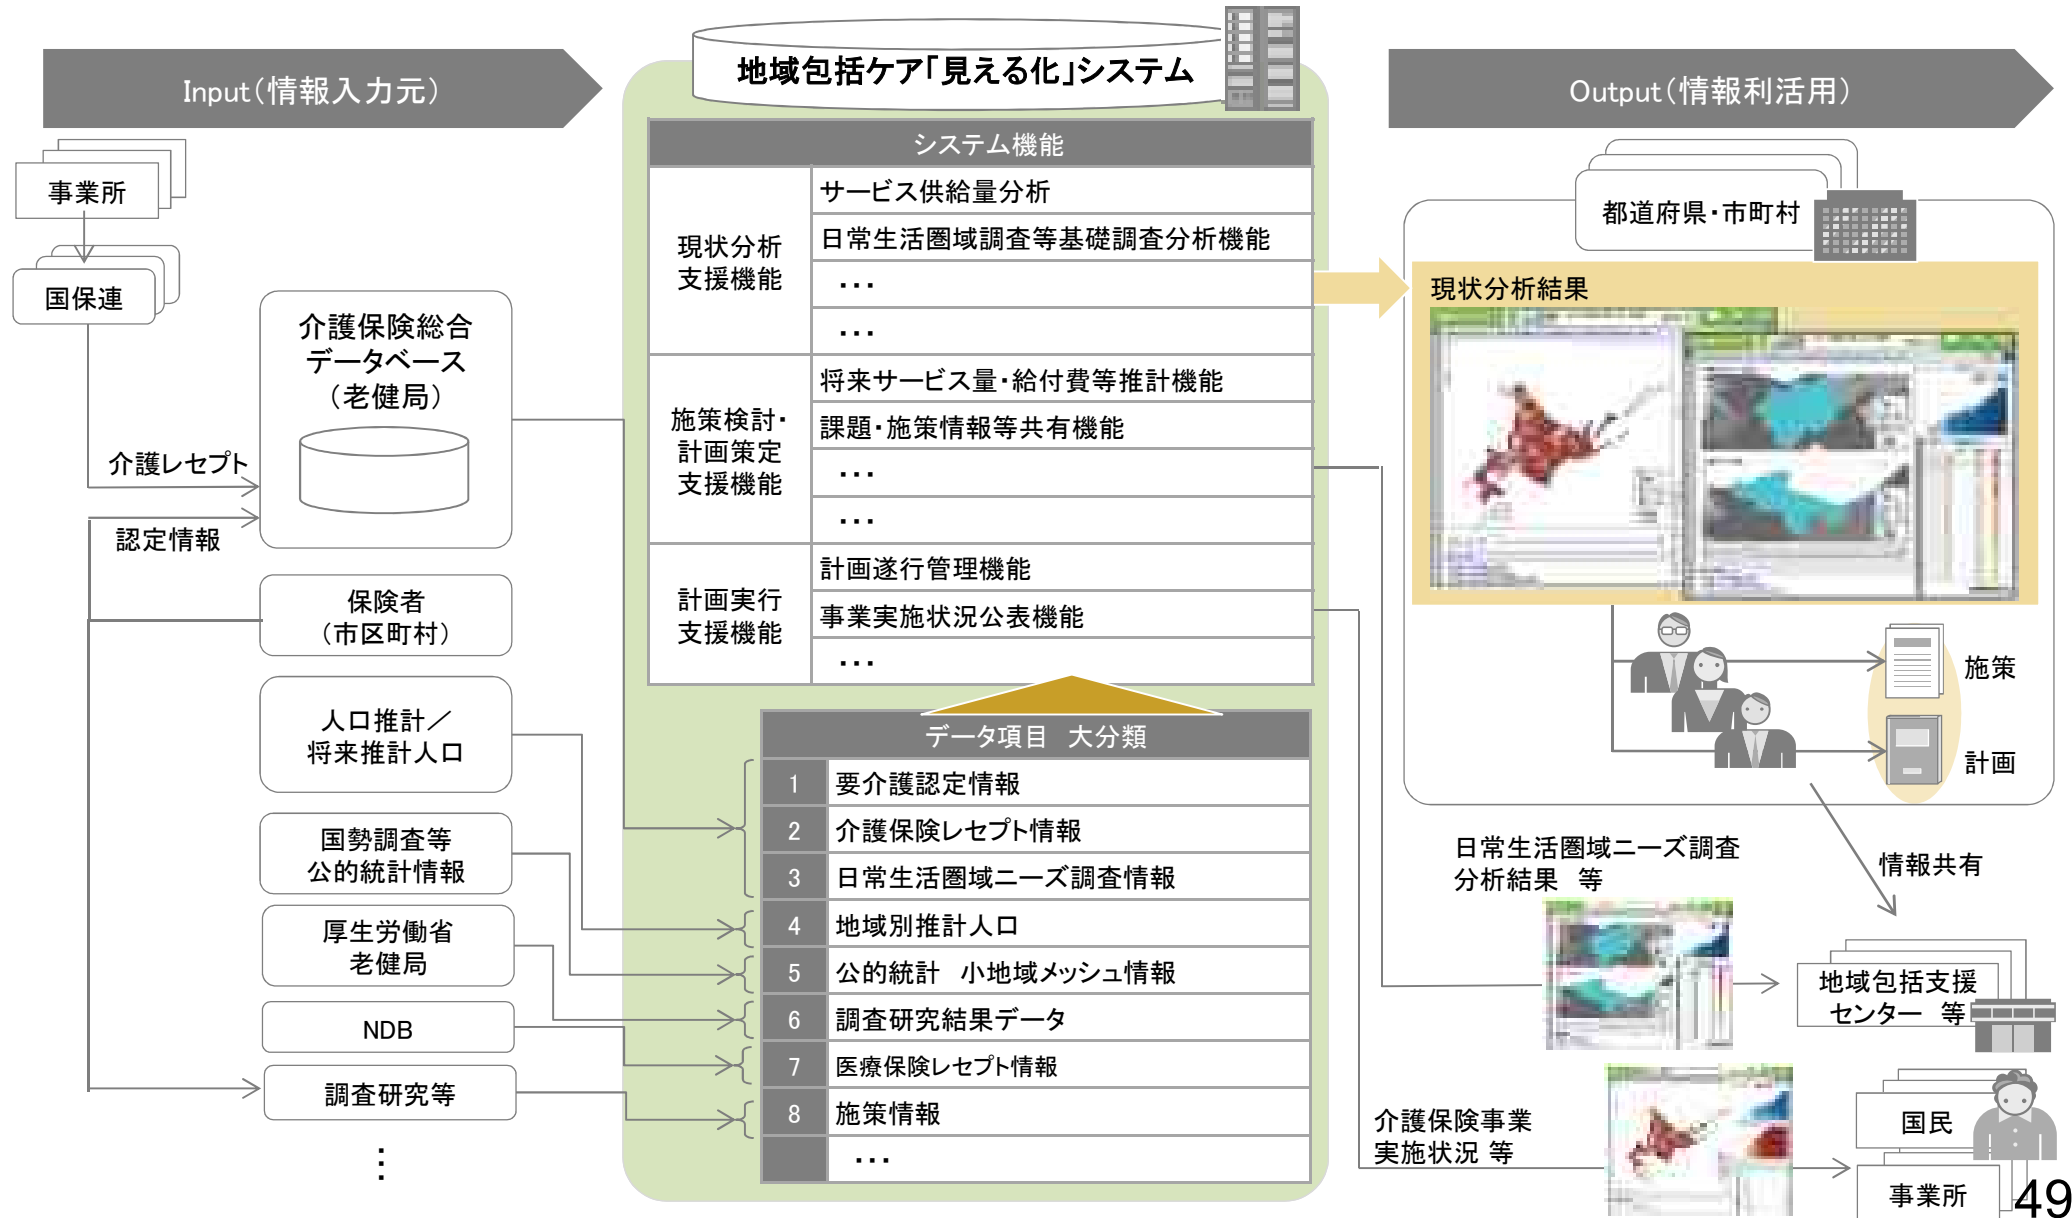 Input（情報入力元）
事業所
国保連
介護レセプト
認定情報
介護保険総合
データベース
（老健局）
保険者
（市区町村）
人口推計／
将来推計人口
国勢調査等
公的統計情報
厚生労働省
老健局
NDB
調査研究等
⋮
地域包括ケア「見える化」システム
システム機能
現状分析
支援機能
サービス供給量分析
日常生活圏域調査等基礎調査分析機能
・・・
・・・
施策検討・
計画策定
支援機能
将来サービス量・給付費等推計機能
課題・施策情報等共有機能
・・・
・・・
計画実行
支援機能
計画遂行管理機能
事業実施状況公表機能
・・・
データ項目　大分類
1 要介護認定情報
2 介護保険レセプト情報
3 日常生活圏域ニーズ調査情報
4 地域別推計人口
5 公的統計　小地域メッシュ情報
6 調査研究結果データ
7 医療保険レセプト情報
8 施策情報
・・・
Output（情報利活用）
都道府県・市町村
現状分析結果
施策
計画
情報共有
日常生活圏域ニーズ調査
分析結果　等
地域包括支援
センター　等
介護保険事業
実施状況 等
国民
事業所
49